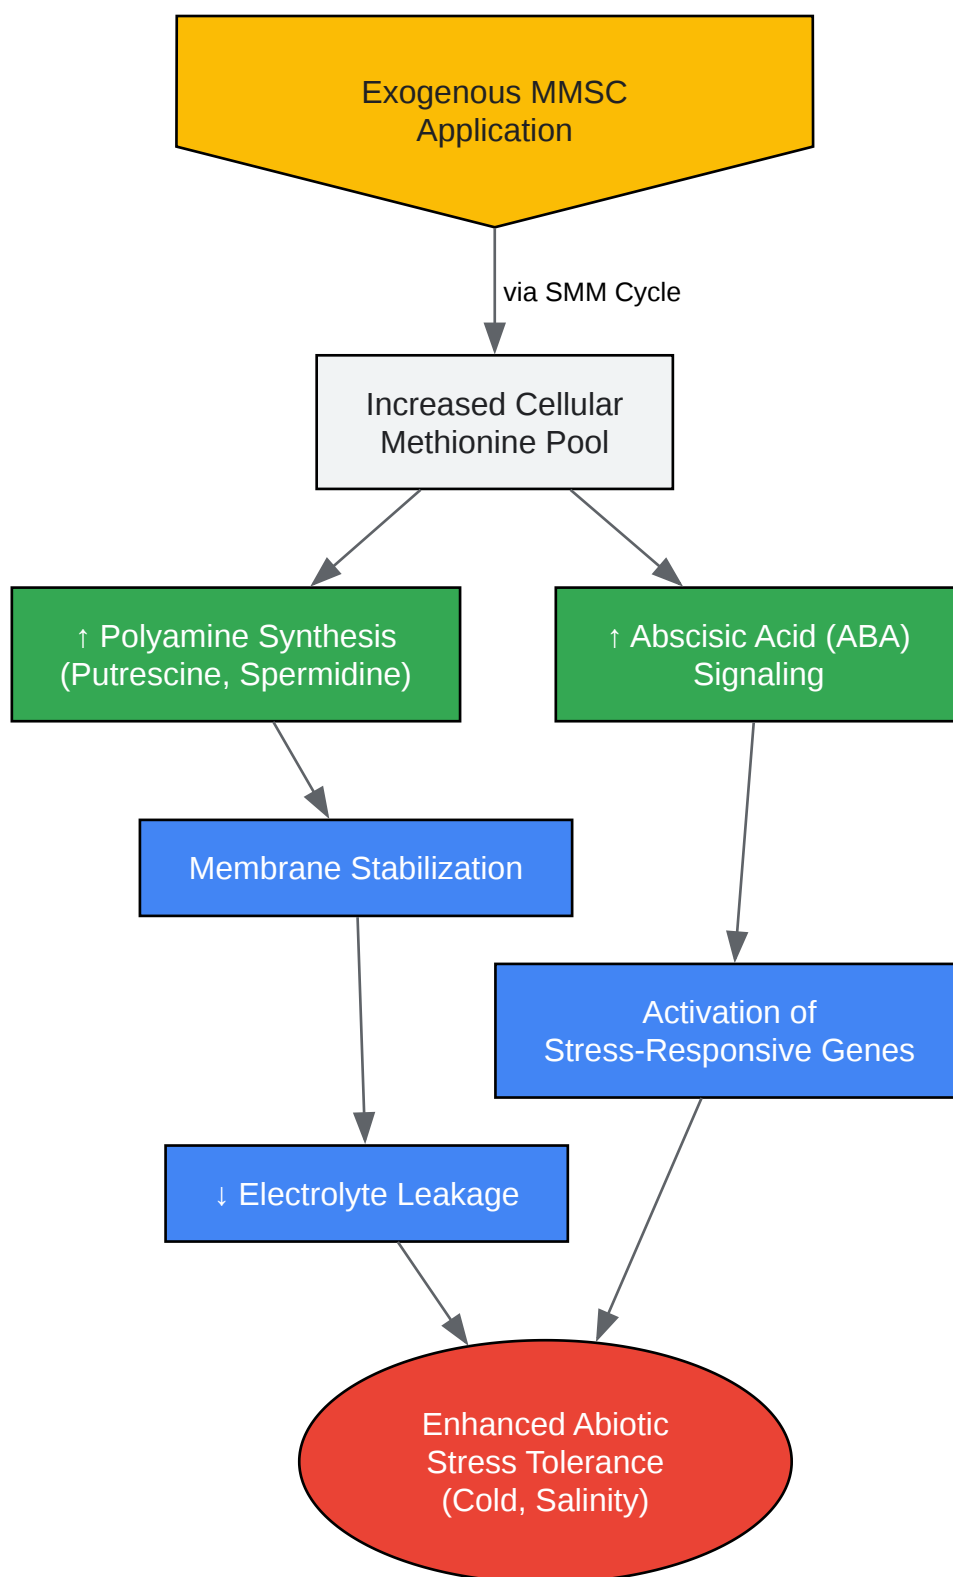 Exogenous MMSC
Application
via SMM Cycle
Increased Cellular
Methionine Pool
↑ Polyamine Synthesis
(Putrescine, Spermidine)
↑ Abscisic Acid (ABA)
Signaling
Membrane Stabilization
Activation of
Stress-Responsive Genes
↓ Electrolyte Leakage
Enhanced Abiotic
Stress Tolerance
(Cold, Salinity)